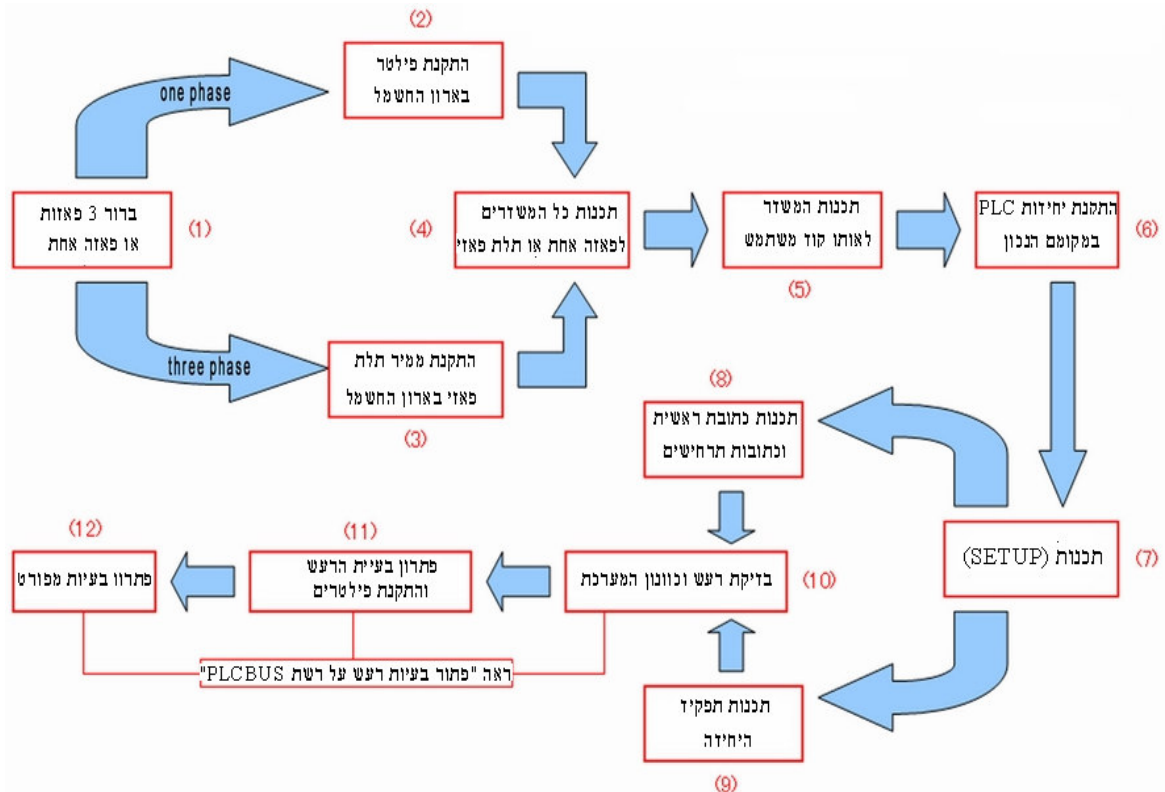 (1)
ברור 3 פאזות
או פאזה אחת
one phase
three phase
(2)
התקנת פילטר
בארון החשמל
(3)
התקנת ממיר תלת
פאזי בארון החשמל
(4)
תכנות כל המשדרים
לפאזה אחת או תלת פאזי
(5)
תכנות המשדר
לאותו קוד משתמש
(6)
התקנת יחידות PLC
במקומם הנכון
(7)
תכנות (SETUP)
(8)
תכנות כתובת ראשית
וכתובות תרחישים
(9)
תכנות תפקיד
היחידה
(10)
בדיקת רעש וכוונון המערכת
(11)
פתרון בעיית הרעש
והתקנת פילטרים
(12)
פתרוו בעיות מפורט
ראה "פתור בעיות רעש על רשת PLCBUS"